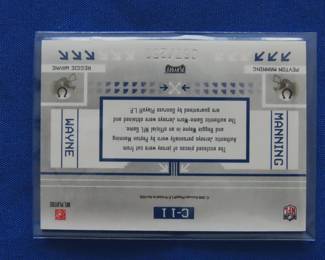 C-11
MANNING
WAYNE
The enclosed pieces of jersey were cut from
Authentic Jerseys personally worn by Peyton Manning
and Reggie Wayne in an official NFL Game.
The authentic Game-Worn Jerseys were obtained and
are guaranteed by Donruss Playoff L.P.
PEYTON MANNING
REGGIE WAYNE